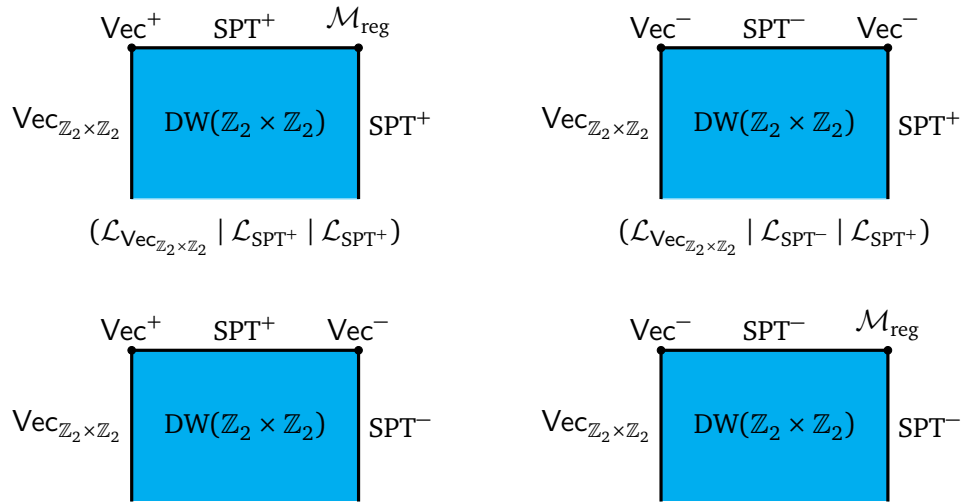 Vec⁺ SPT⁺ ℳ_reg
Vec_{ℤ₂×ℤ₂} DW(ℤ₂ × ℤ₂) SPT⁺
(ℒ_{Vec_{ℤ₂×ℤ₂}} | ℒ_{SPT⁺} | ℒ_{SPT⁺})
Vec⁻ SPT⁻ Vec⁻
Vec_{ℤ₂×ℤ₂} DW(ℤ₂ × ℤ₂) SPT⁺
(ℒ_{Vec_{ℤ₂×ℤ₂}} | ℒ_{SPT⁻} | ℒ_{SPT⁺})
Vec⁺ SPT⁺ Vec⁻
Vec_{ℤ₂×ℤ₂} DW(ℤ₂ × ℤ₂) SPT⁻
Vec⁻ SPT⁻ ℳ_reg
Vec_{ℤ₂×ℤ₂} DW(ℤ₂ × ℤ₂) SPT⁻